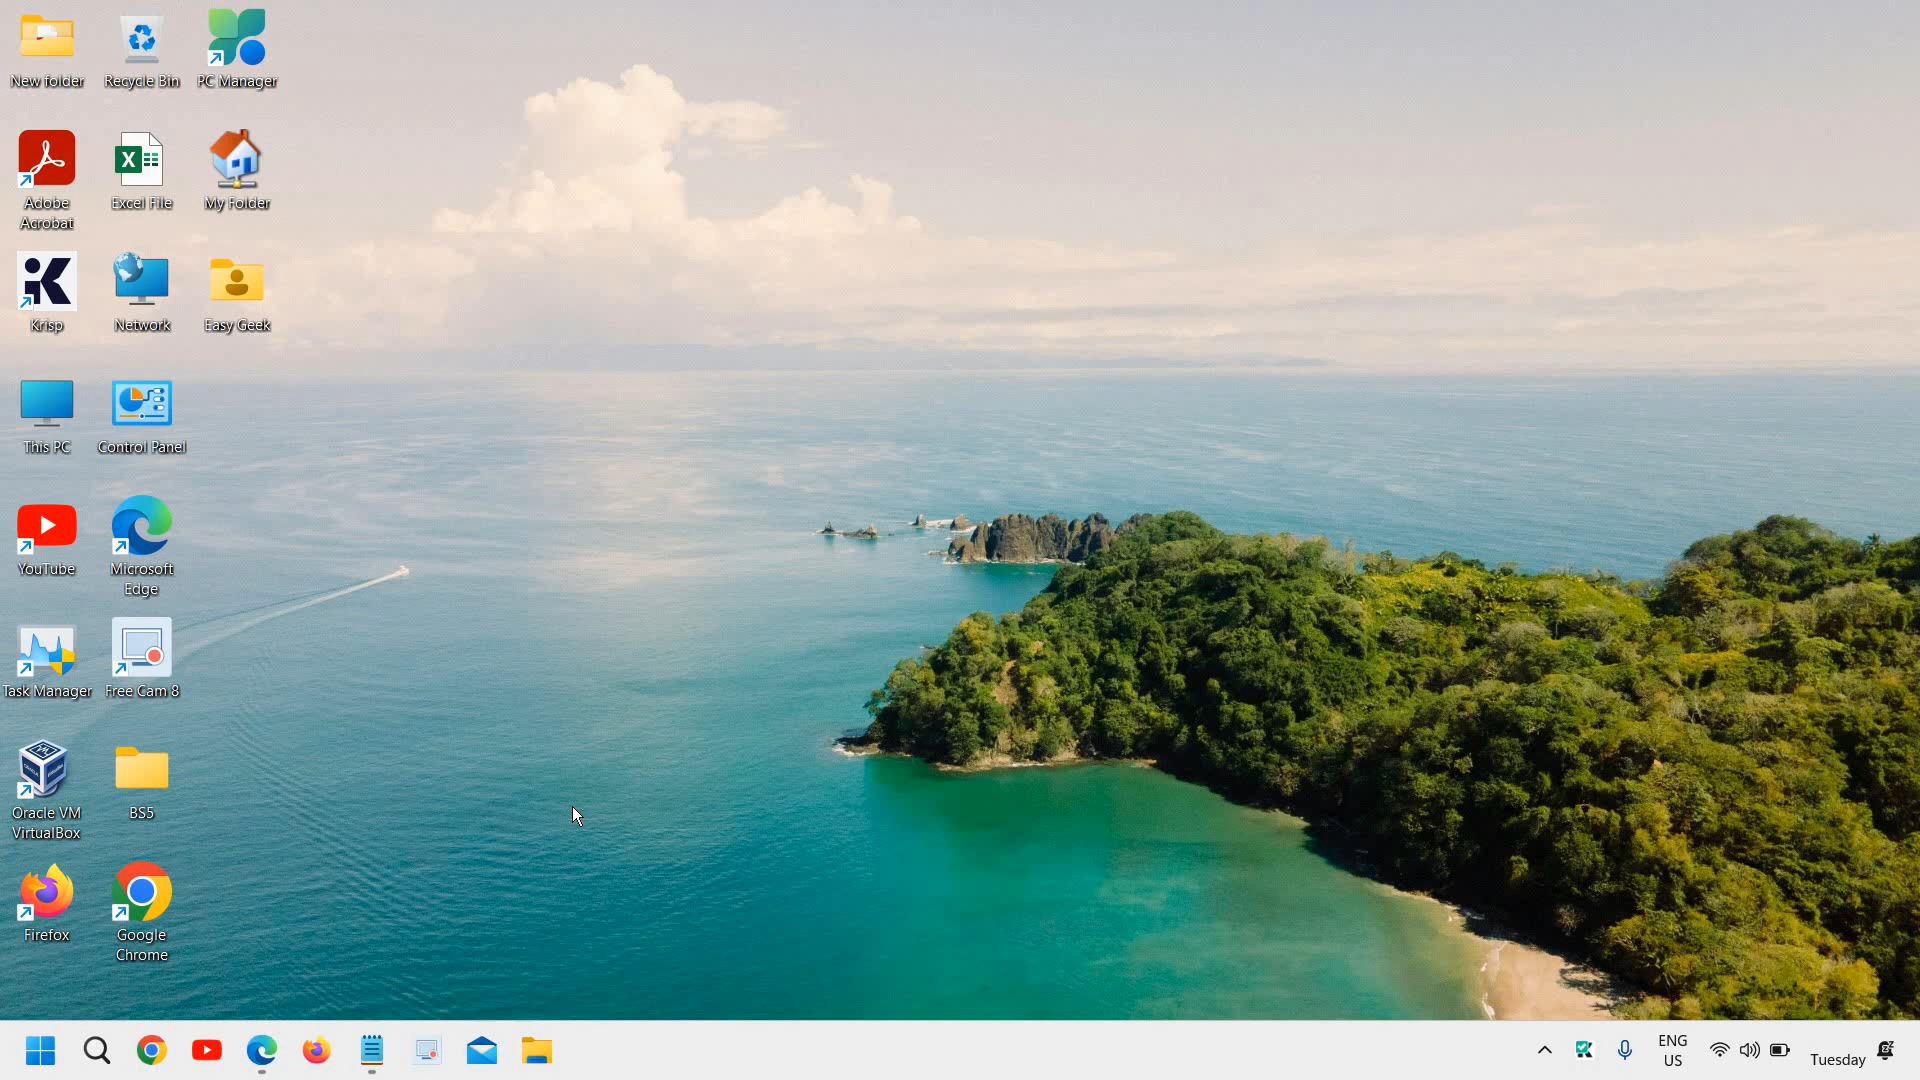 New folder
Recycle Bin
PC Manager
Adobe
Acrobat
Excel File
My Folder
Krisp
Network
Easy Geek
This PC
Control Panel
YouTube
Microsoft
Edge
Task Manager
Free Cam 8
Oracle VM
VirtualBox
BS5
Firefox
Google
Chrome
ENG
US
Tuesday